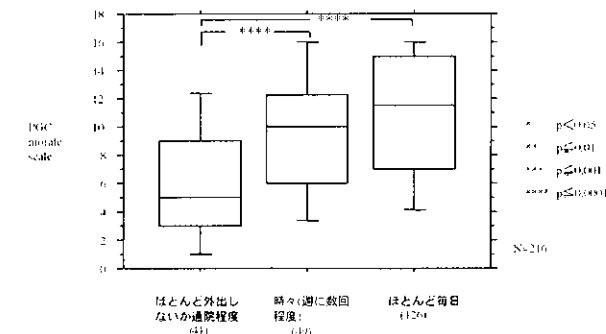 18
16
14
12
10
8
6
4
2
0
PGC
morale
scale
****
****
* p≦0.05
** p≦0.01
*** p≦0.001
**** p≦0.0001
N=216
ほとんど外出し
ないか通院程度
時々(週に数回
程度)
ほとんど毎日
(126)